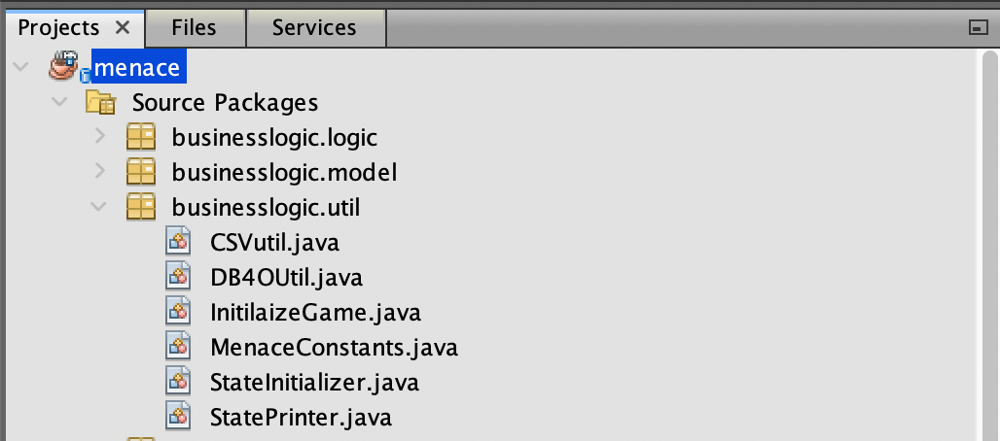 Projects Files Services
menace
Source Packages
businesslogic.logic
businesslogic.model
businesslogic.util
CSVutil.java
DB4OUtil.java
InitilaizeGame.java
MenaceConstants.java
StateInitializer.java
StatePrinter.java